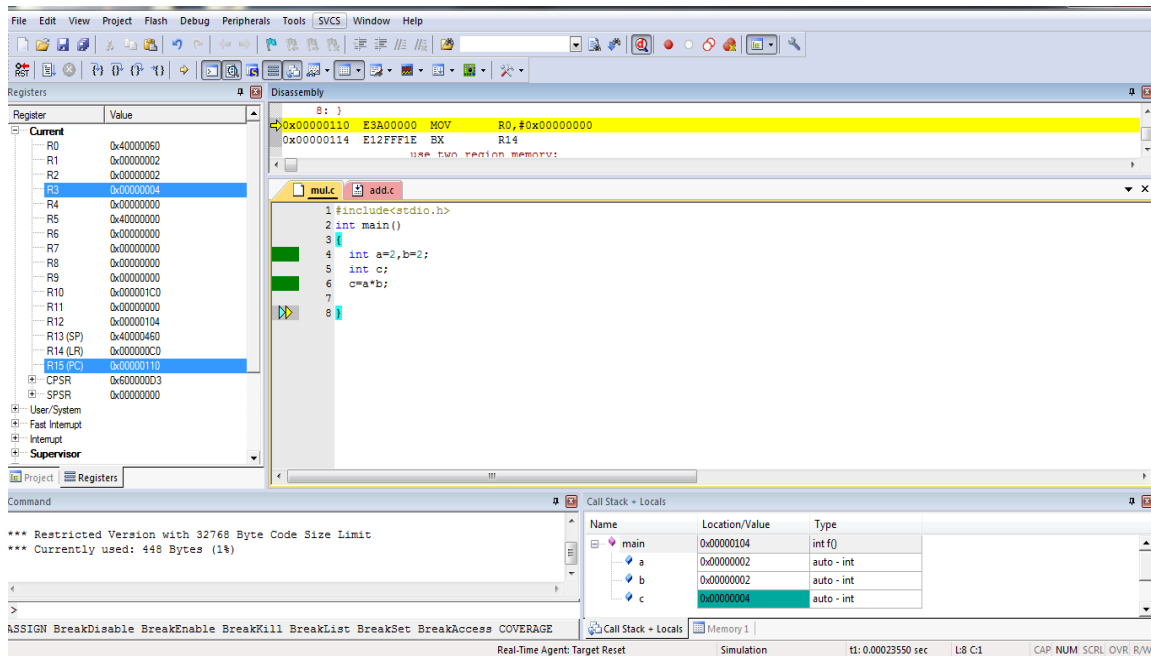 File Edit View Project Flash Debug Peripherals Tools SVCS Window Help
RST
Registers
Register Value
Current
R0 0x40000060
R1 0x00000002
R2 0x00000002
R3 0x00000004
R4 0x00000000
R5 0x40000000
R6 0x00000000
R7 0x00000000
R8 0x00000000
R9 0x00000000
R10 0x000001C0
R11 0x00000000
R12 0x00000104
R13 (SP) 0x40000460
R14 (LR) 0x000000C0
R15 (PC) 0x00000110
CPSR 0x600000D3
SPSR 0x00000000
User/System
Fast Interrupt
Interrupt
Supervisor
Project Registers
Disassembly
8: }
0x00000110 E3A00000 MOV R0,#0x00000000
0x00000114 E12FFF1E BX R14
use two region memory:
mul.c add.c
1 #include<stdio.h>
2 int main()
3 {
4 int a=2,b=2;
5 int c;
6 c=a*b;
7
8 }
Command
*** Restricted Version with 32768 Byte Code Size Limit
*** Currently used: 448 Bytes (1%)
>
ASSIGN BreakDisable BreakEnable BreakKill BreakList BreakSet BreakAccess COVERAGE
Call Stack + Locals
Name Location/Value Type
main 0x00000104 int f()
a 0x00000002 auto - int
b 0x00000002 auto - int
c 0x00000004 auto - int
Call Stack + Locals Memory 1
Real-Time Agent: Target Reset Simulation t1: 0.00023550 sec L:8 C:1 CAP NUM SCRL OVR R/W